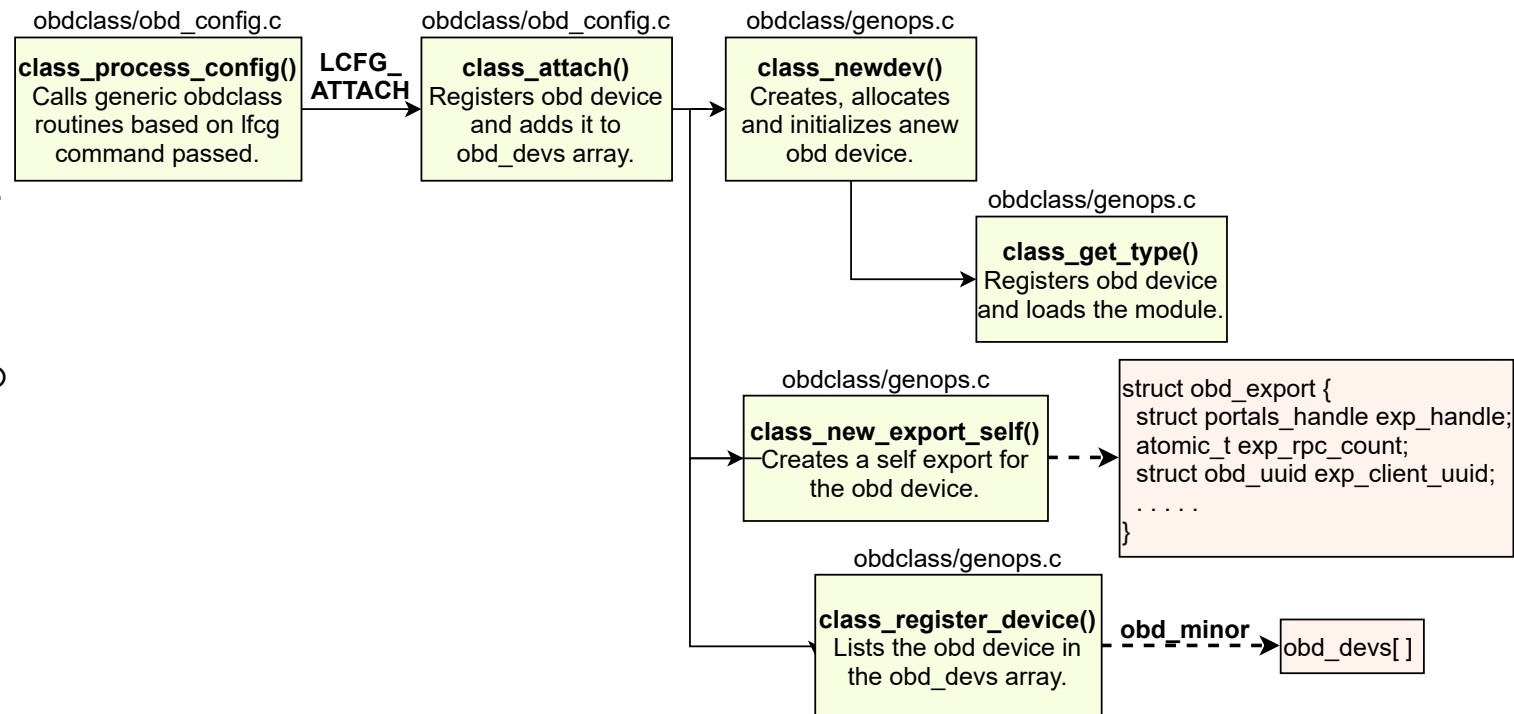 obdclass/obd_config.c
class_process_config()
Calls generic obdclass
routines based on lfcg
command passed.
LCFG_
ATTACH
obdclass/obd_config.c
class_attach()
Registers obd device
and adds it to
obd_devs array.
obdclass/genops.c
class_newdev()
Creates, allocates
and initializes anew
obd device.
obdclass/genops.c
class_get_type()
Registers obd device
and loads the module.
obdclass/genops.c
class_new_export_self()
Creates a self export for
the obd device.
struct obd_export {
struct portals_handle exp_handle;
atomic_t exp_rpc_count;
struct obd_uuid exp_client_uuid;
. . . . .
}
obdclass/genops.c
class_register_device()
Lists the obd device in
the obd_devs array.
obd_minor
obd_devs[ ]